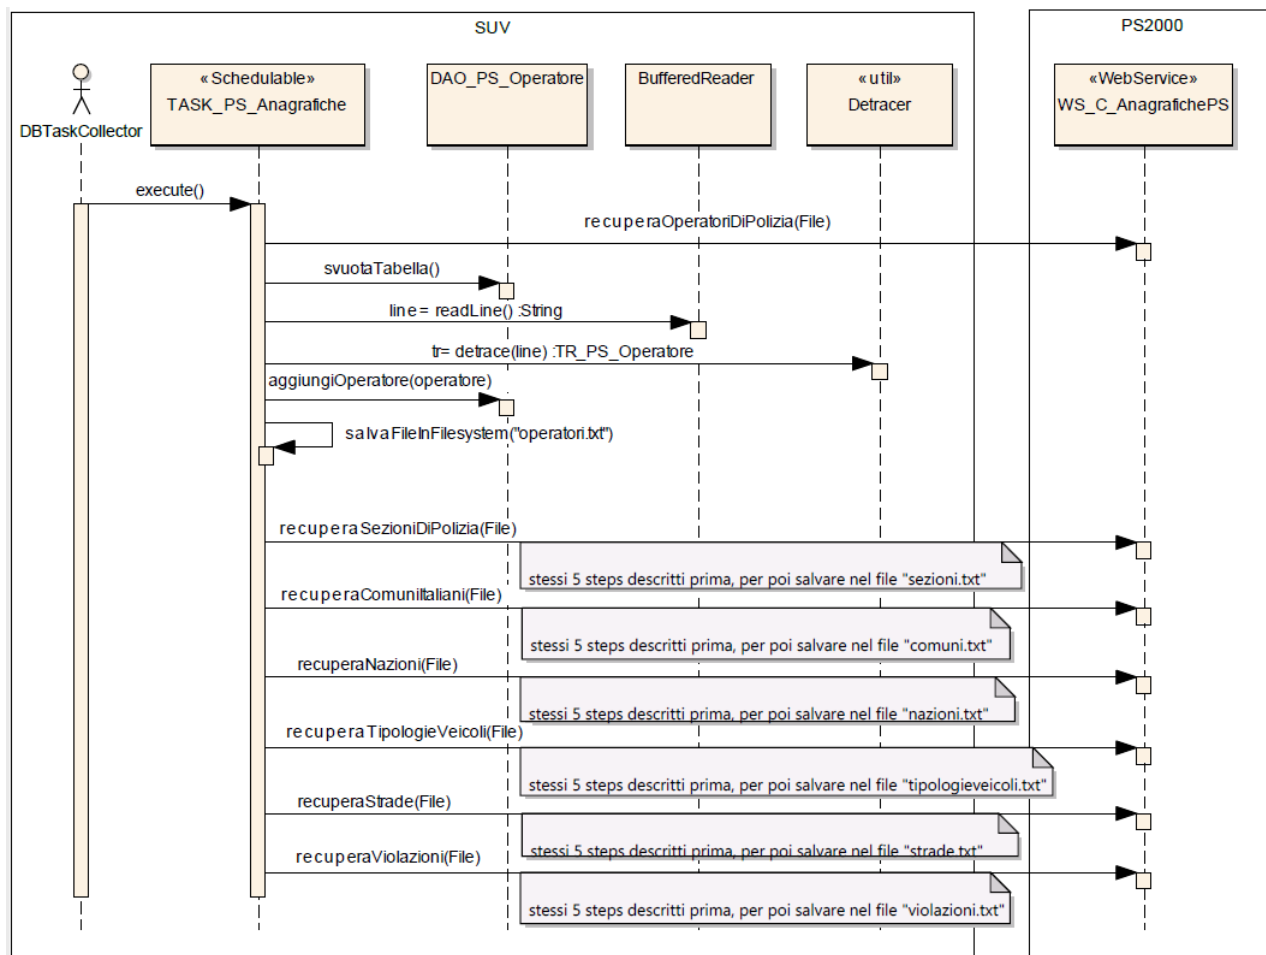 SUV
PS2000
DBTaskCollector
«Schedulable»
TASK_PS_Anagrafiche
DAO_PS_Operatore
BufferedReader
«util»
Detracer
«WebService»
WS_C_AnagrafichePS
execute()
recuperaOperatoriDiPolizia(File)
svuotaTabella()
line= readLine() :String
tr= detrace(line) :TR_PS_Operatore
aggiungiOperatore(operatore)
salvaFileInFilesystem("operatori.txt")
recuperaSezioniDiPolizia(File)
stessi 5 steps descritti prima, per poi salvare nel file "sezioni.txt"
recuperaComuniItaliani(File)
stessi 5 steps descritti prima, per poi salvare nel file "comuni.txt"
recuperaNazioni(File)
stessi 5 steps descritti prima, per poi salvare nel file "nazioni.txt"
recuperaTipologieVeicoli(File)
stessi 5 steps descritti prima, per poi salvare nel file "tipologieveicoli.txt"
recuperaStrade(File)
stessi 5 steps descritti prima, per poi salvare nel file "strade.txt"
recuperaViolazioni(File)
stessi 5 steps descritti prima, per poi salvare nel file "violazioni.txt"